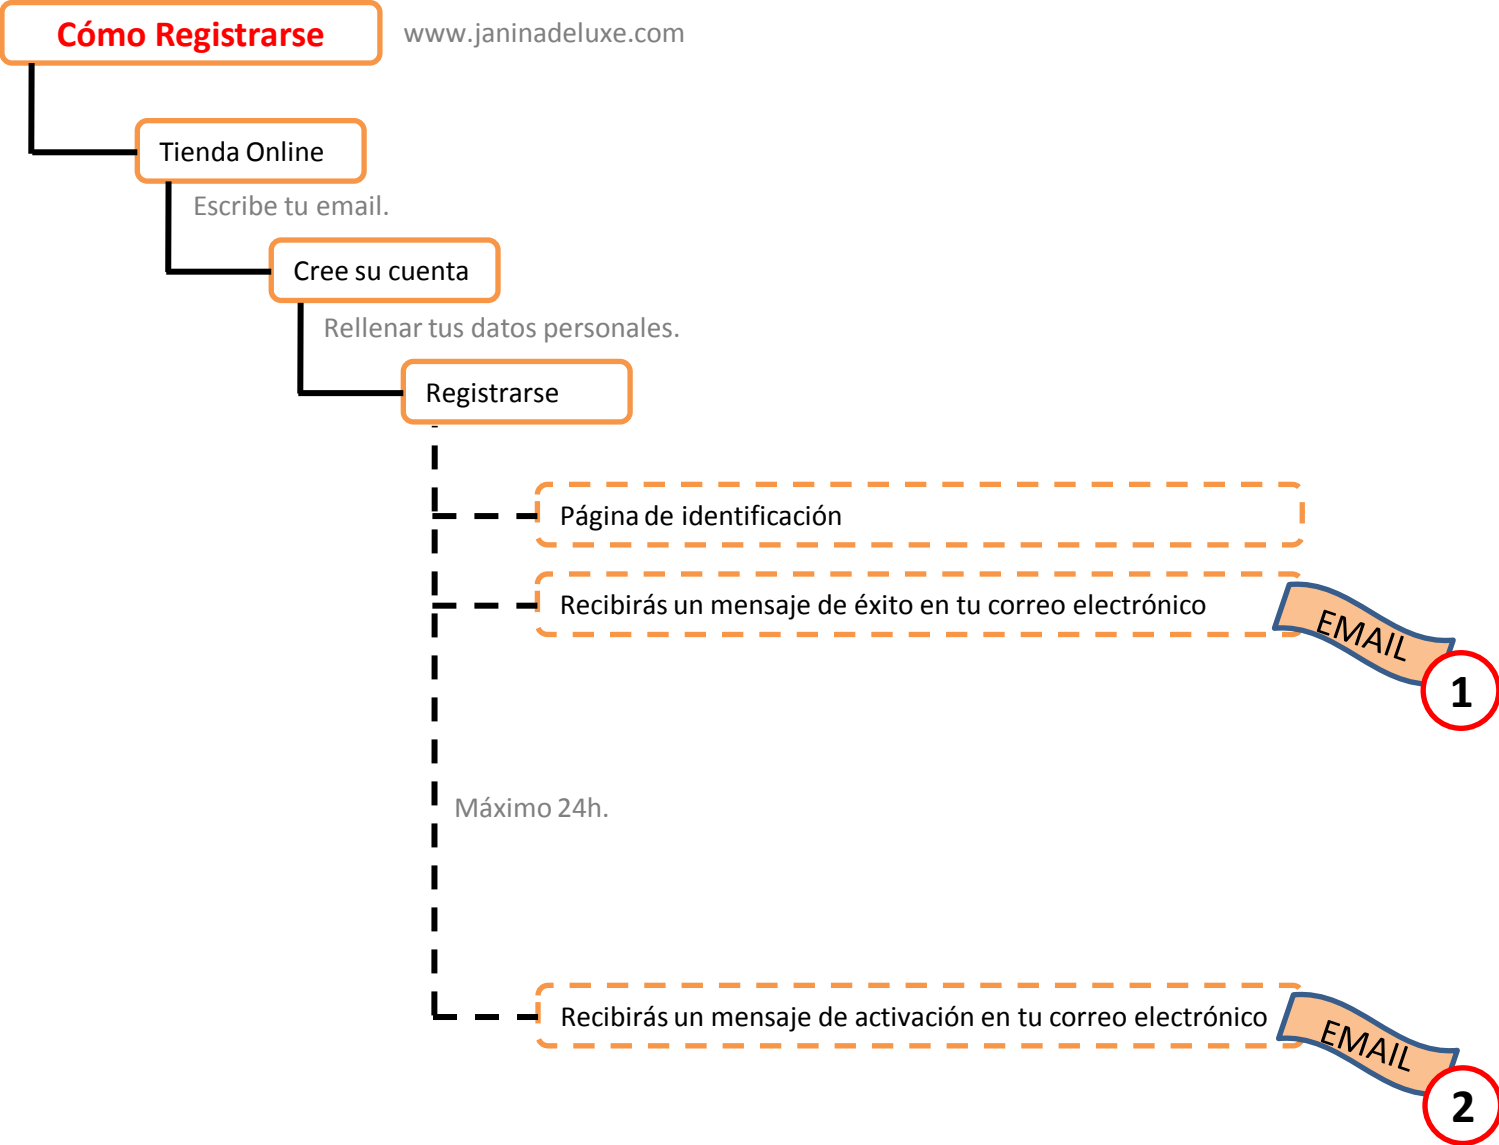 Cómo Registrarse
www.janinadeluxe.com
Tienda Online
Escribe tu email.
Cree su cuenta
Rellenar tus datos personales.
Registrarse
Página de identificación
Recibirás un mensaje de éxito en tu correo electrónico
EMAIL
1
Máximo 24h.
Recibirás un mensaje de activación en tu correo electrónico
EMAIL
2